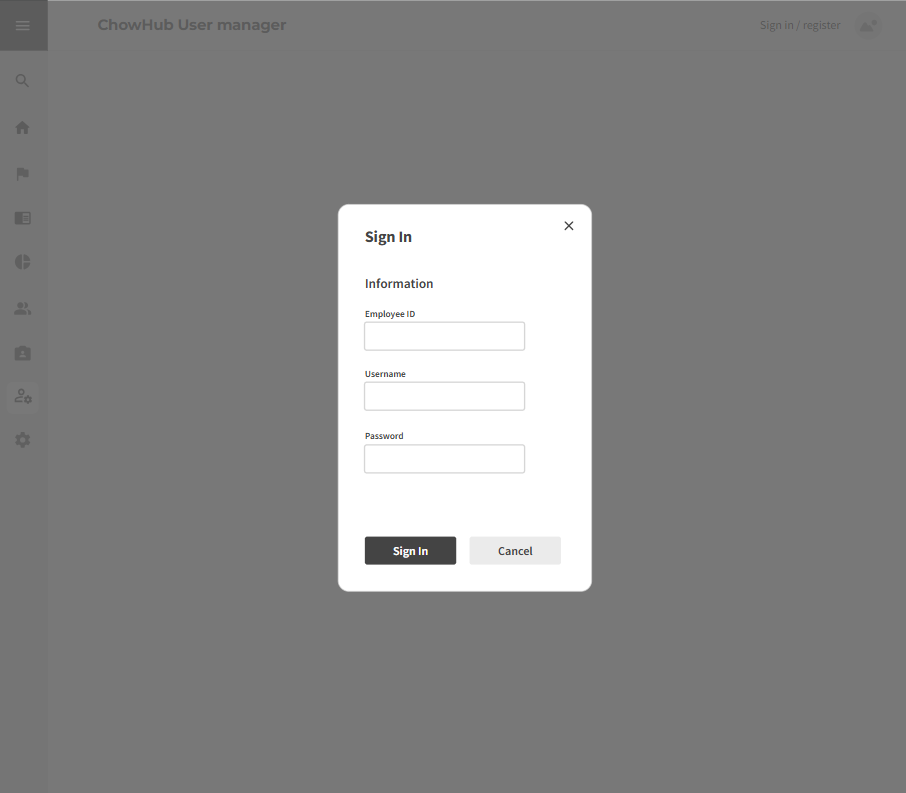 ChowHub User manager
Sign in / register
Sign In
Information
Employee ID
Username
Password
Sign In
Cancel